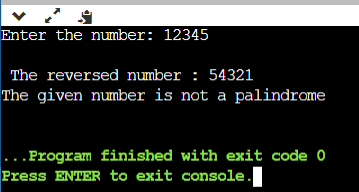 Enter the number: 12345
The reversed number : 54321
The given number is not a palindrome
...Program finished with exit code 0
Press ENTER to exit console.